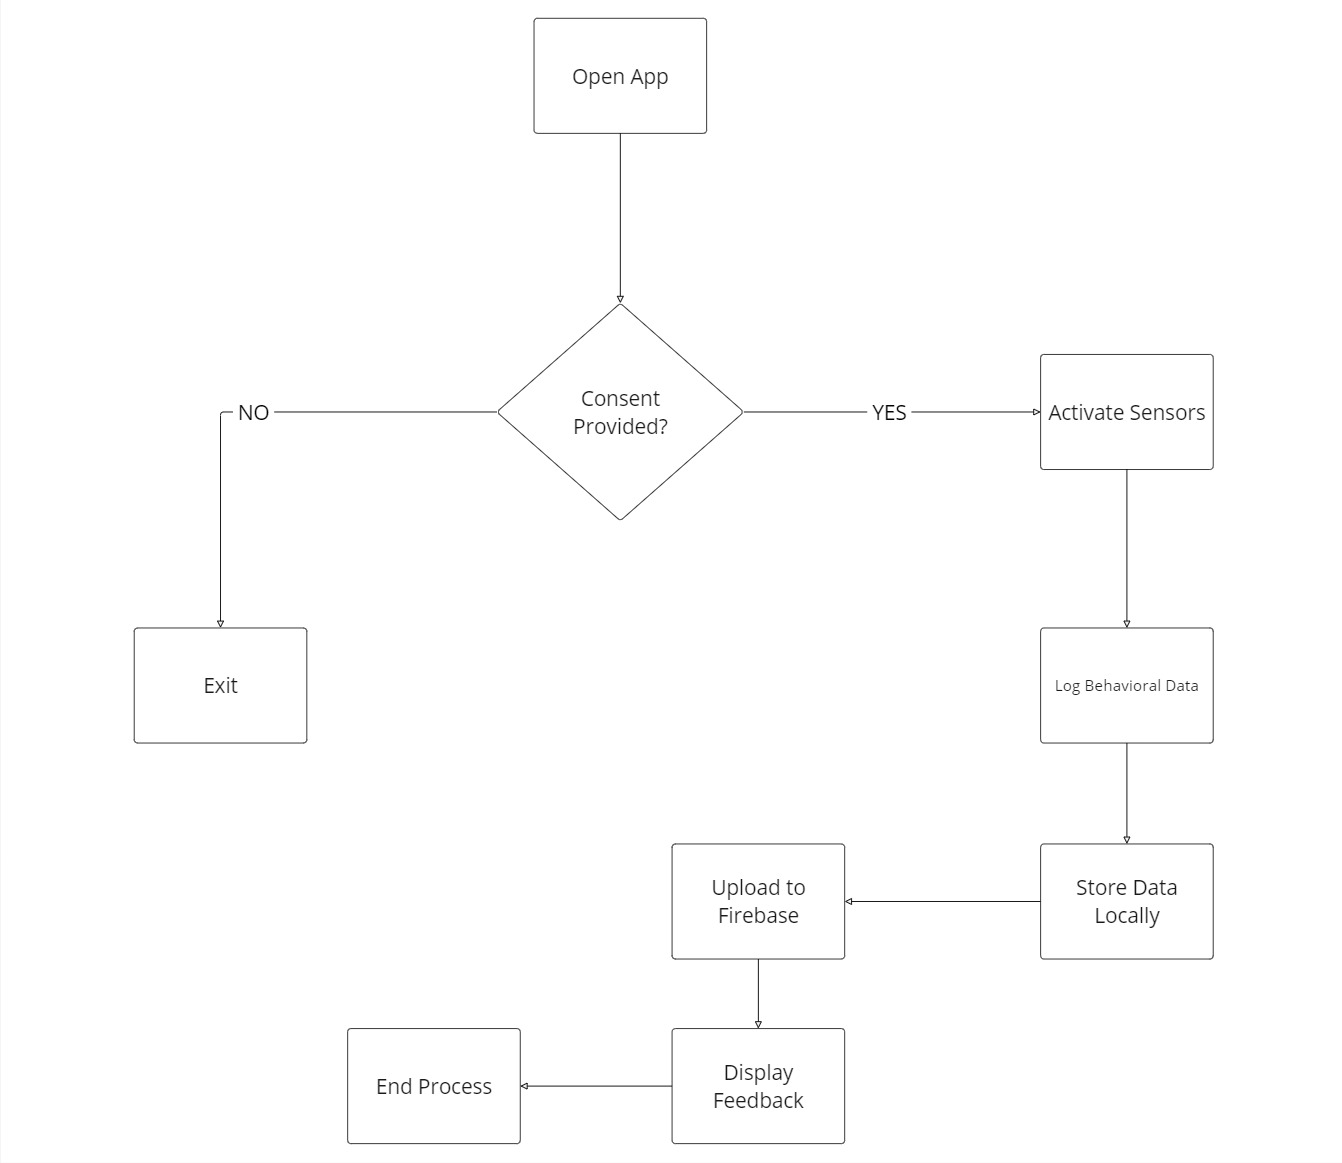 Open App
Consent
Provided?
NO
YES
Activate Sensors
Exit
Log Behavioral Data
Store Data
Locally
Upload to
Firebase
Display
Feedback
End Process